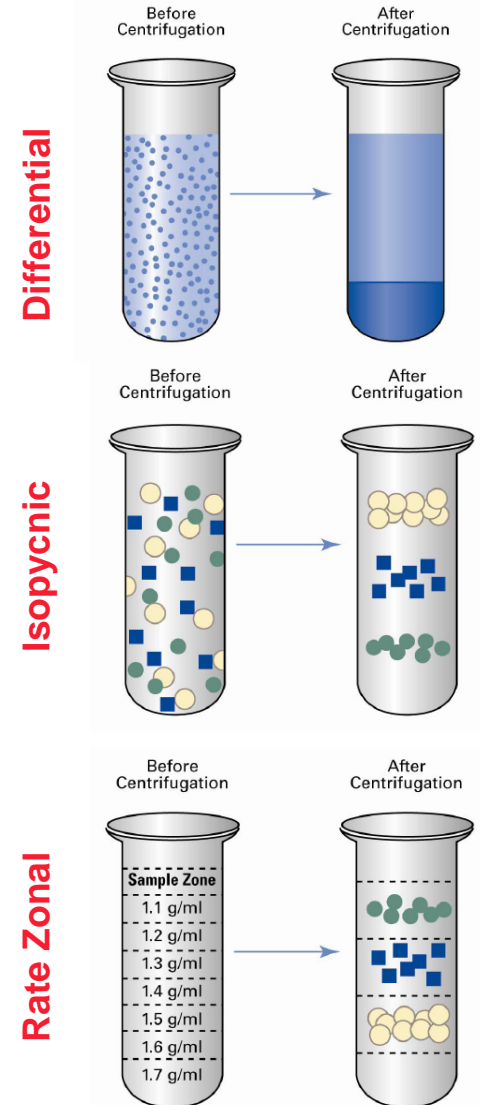 Differential
Before
Centrifugation
After
Centrifugation
Isopycnic
Before
Centrifugation
After
Centrifugation
Rate Zonal
Before
Centrifugation
After
Centrifugation
Sample Zone
1.1 g/ml
1.2 g/ml
1.3 g/ml
1.4 g/ml
1.5 g/ml
1.6 g/ml
1.7 g/ml